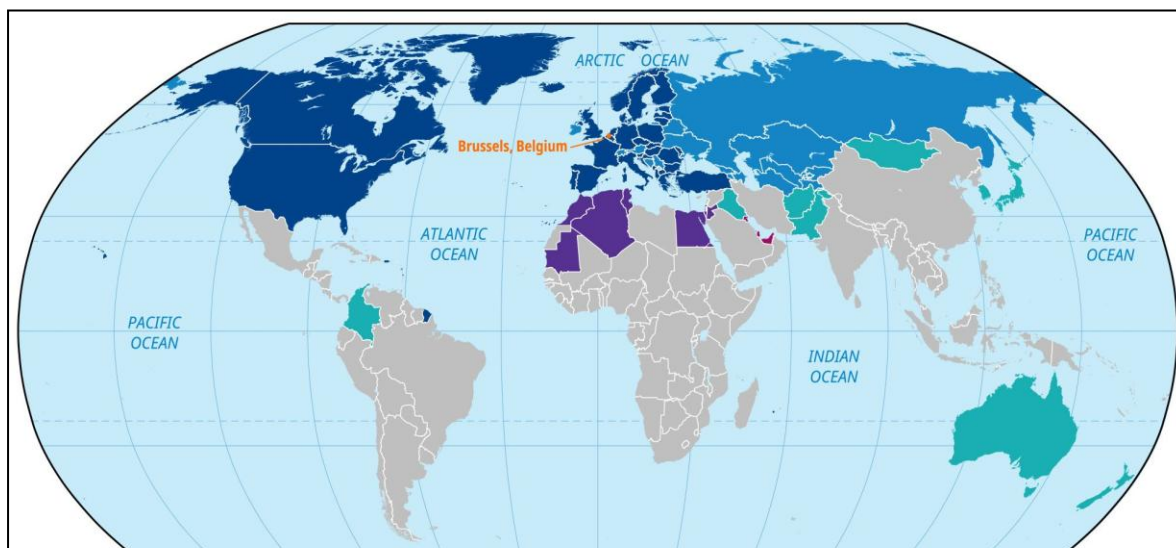 ARCTIC OCEAN
Brussels, Belgium
ATLANTIC
OCEAN
PACIFIC
OCEAN
PACIFIC
OCEAN
INDIAN
OCEAN